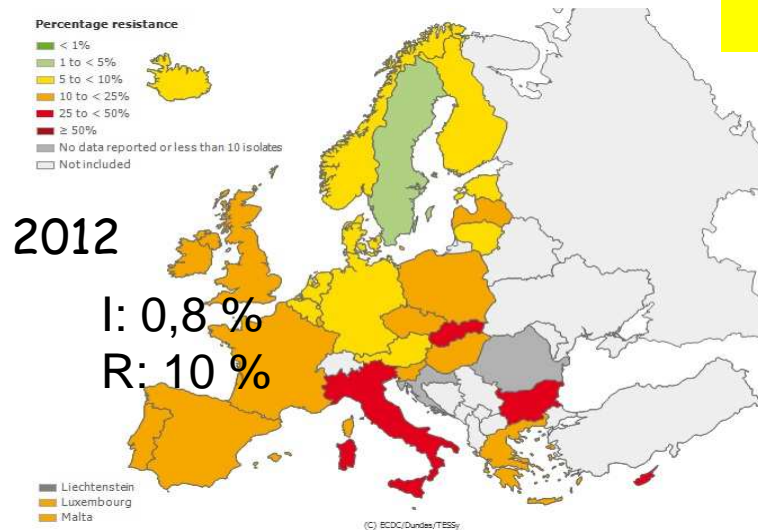 Percentage resistance
< 1%
1 to < 5%
5 to < 10%
10 to < 25%
25 to < 50%
≥ 50%
No data reported or less than 10 isolates
Not included
2012
I: 0,8 %
R: 10 %
Liechtenstein
Luxembourg
Malta
(C) ECDC/Dundas/TESSy